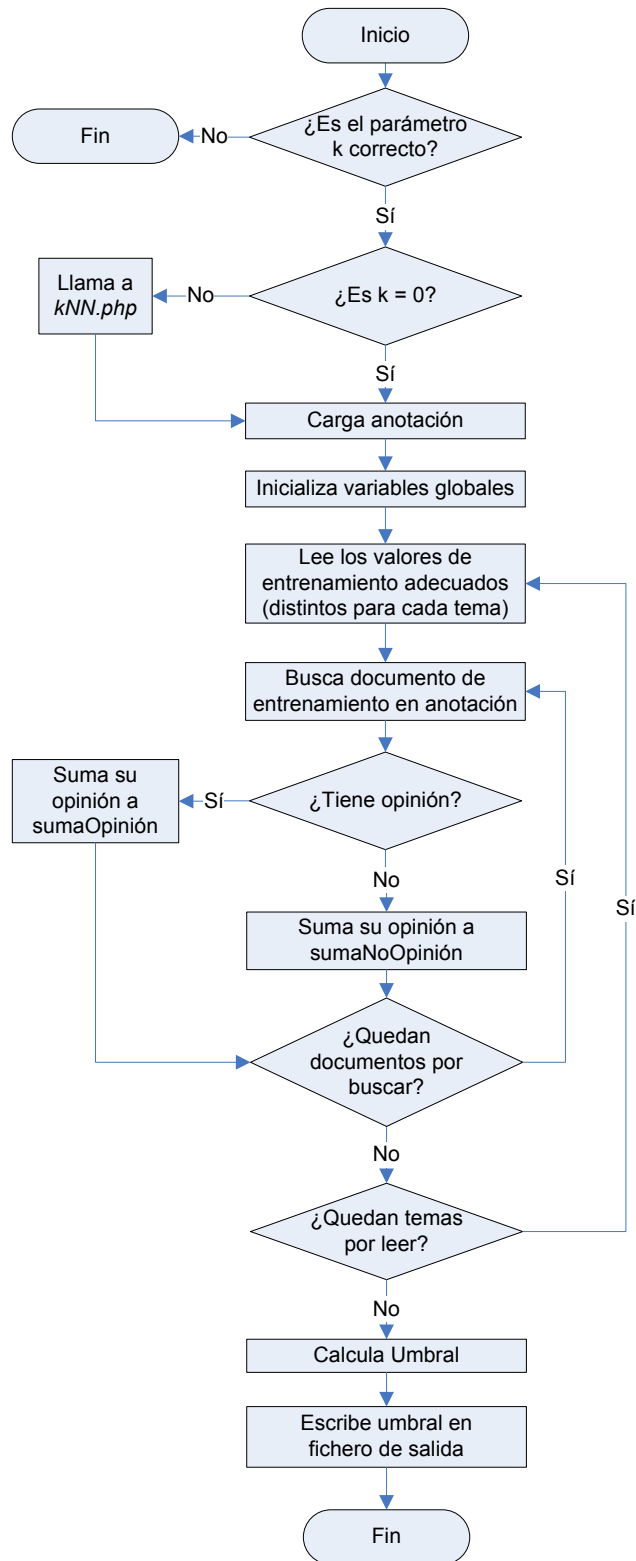 Inicio
¿Es el parámetro
k correcto?
No
Fin
Sí
¿Es k = 0?
No
Llama a
kNN.php
Sí
Carga anotación
Inicializa variables globales
Lee los valores de
entrenamiento adecuados
(distintos para cada tema)
Busca documento de
entrenamiento en anotación
¿Tiene opinión?
Sí
Suma su
opinión a
sumaOpinión
No
Suma su opinión a
sumaNoOpinión
¿Quedan
documentos por
buscar?
Sí
No
¿Quedan temas
por leer?
Sí
No
Calcula Umbral
Escribe umbral en
fichero de salida
Fin